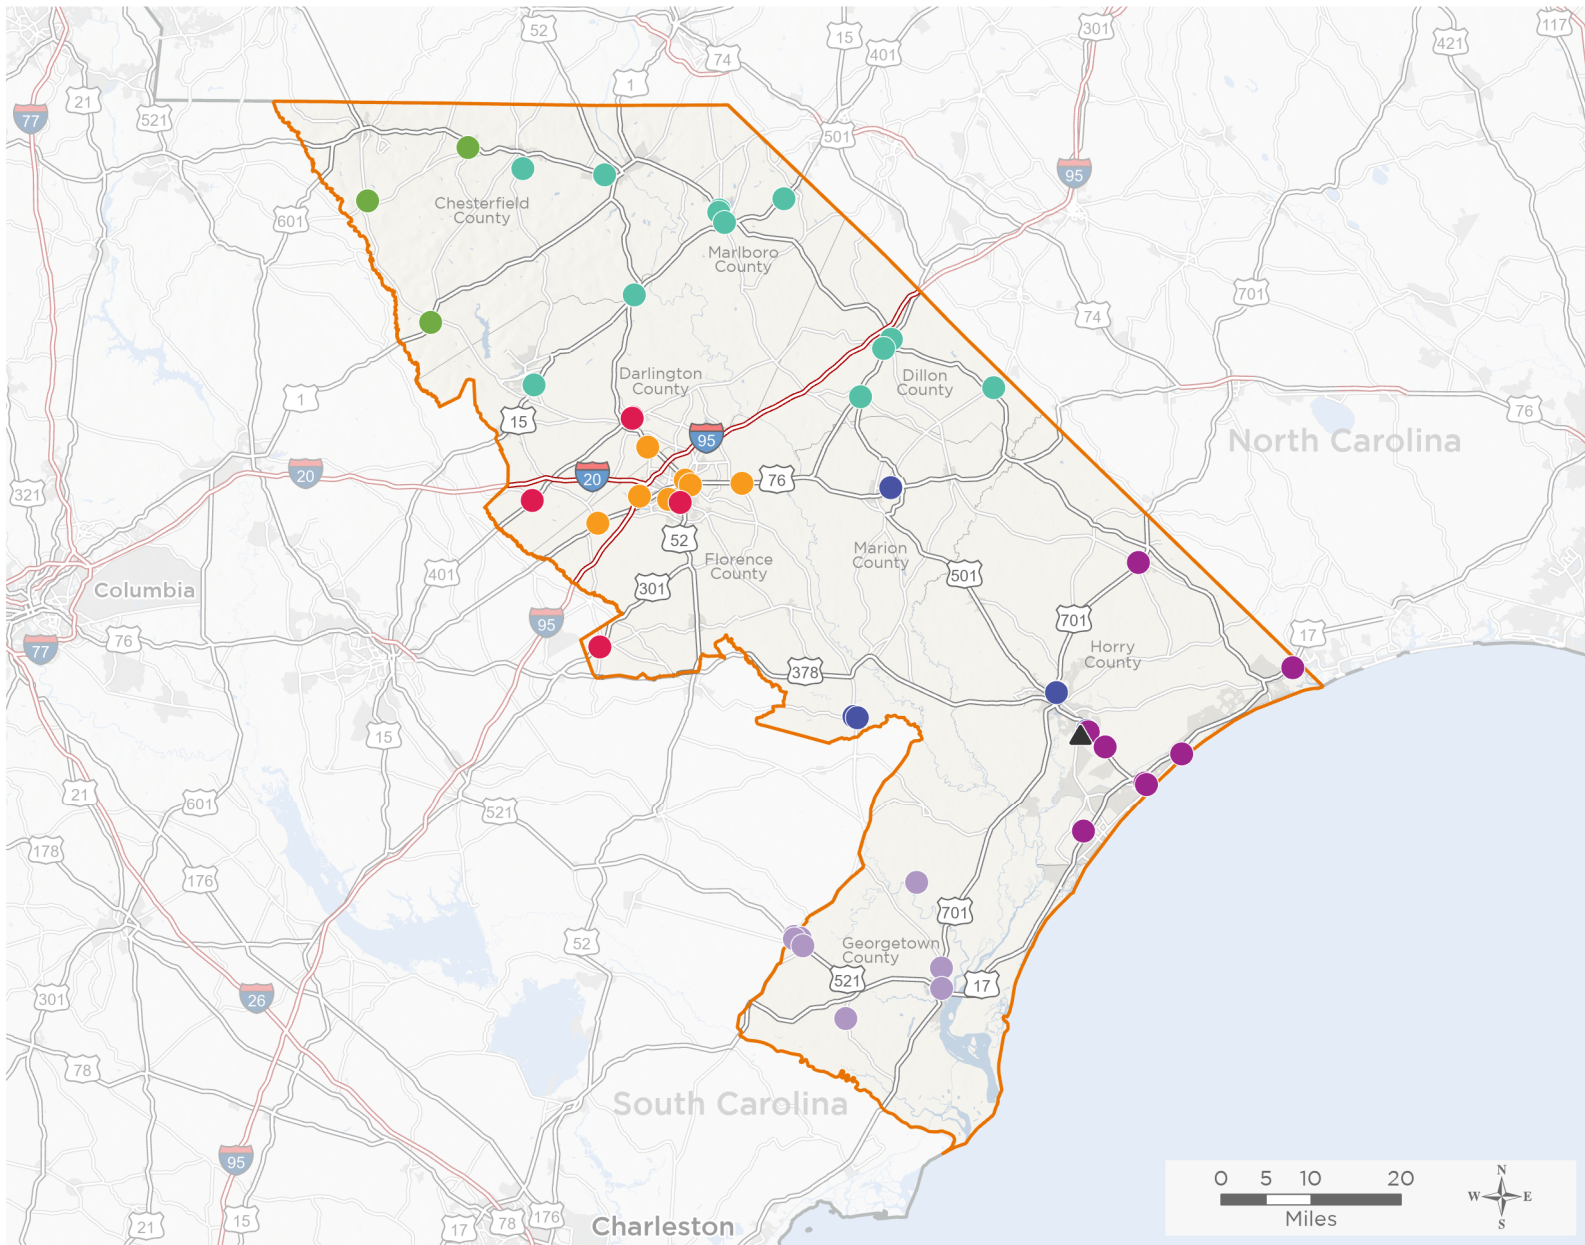 52
15
301
117
421
401
74
1
21
77
521
501
95
Chesterfield
County
601
Marlboro
County
701
74
Darlington
County
Dillon
County
1
15
76
95
North Carolina
20
20
76
321
52
Florence
County
Marion
County
401
501
Columbia
301
95
701
17
76
77
Horry
County
378
15
21
601
521
178
176
701
52
Georgetown
County
521
17
301
26
78
South Carolina
95
0 5 10 20
Miles
N
W E
S
21
15
17
78
176
Charleston